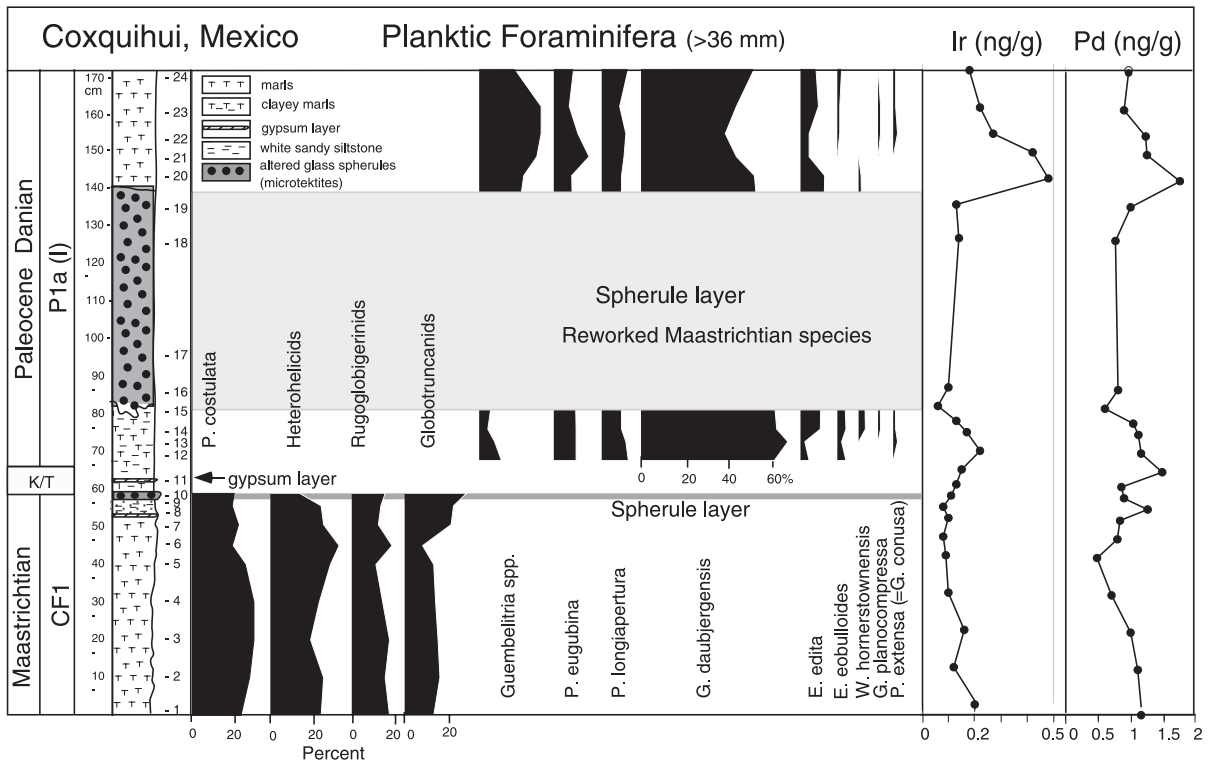 Coxquihui, Mexico
Planktic Foraminifera (>36 mm)
Ir (ng/g)
Pd (ng/g)
Paleocene Danian
P1a (l)
K/T
Maastrichtian
CF1
170
cm
160
150
140
130
120
110
100
90
80
70
60
50
40
30
20
10
- 24
- 23
- 22
- 21
- 20
- 19
- 18
- 17
- 16
- 15
- 14
- 13
- 12
- 11
- 10
- 9
- 8
- 7
- 6
- 5
- 4
- 3
- 2
- 1
marls
clayey marls
gypsum layer
white sandy siltstone
altered glass spherules
(microtektites)
Spherule layer
Reworked Maastrichtian species
P. costulata
Heterohelicids
Rugoglobigerinids
Globotruncanids
0 20 40 60%
gypsum layer
Spherule layer
Guembelitria spp.
P. eugubina
P. longiapertura
G. daubjergensis
E. edita
E. eobulloides
W. hornerstownensis
G. planocompressa
P. extensa (=G. conusa)
0 20 0 20 0 20 0 20
Percent
0 0.2 0.5
0 0.5 1 1.5 2